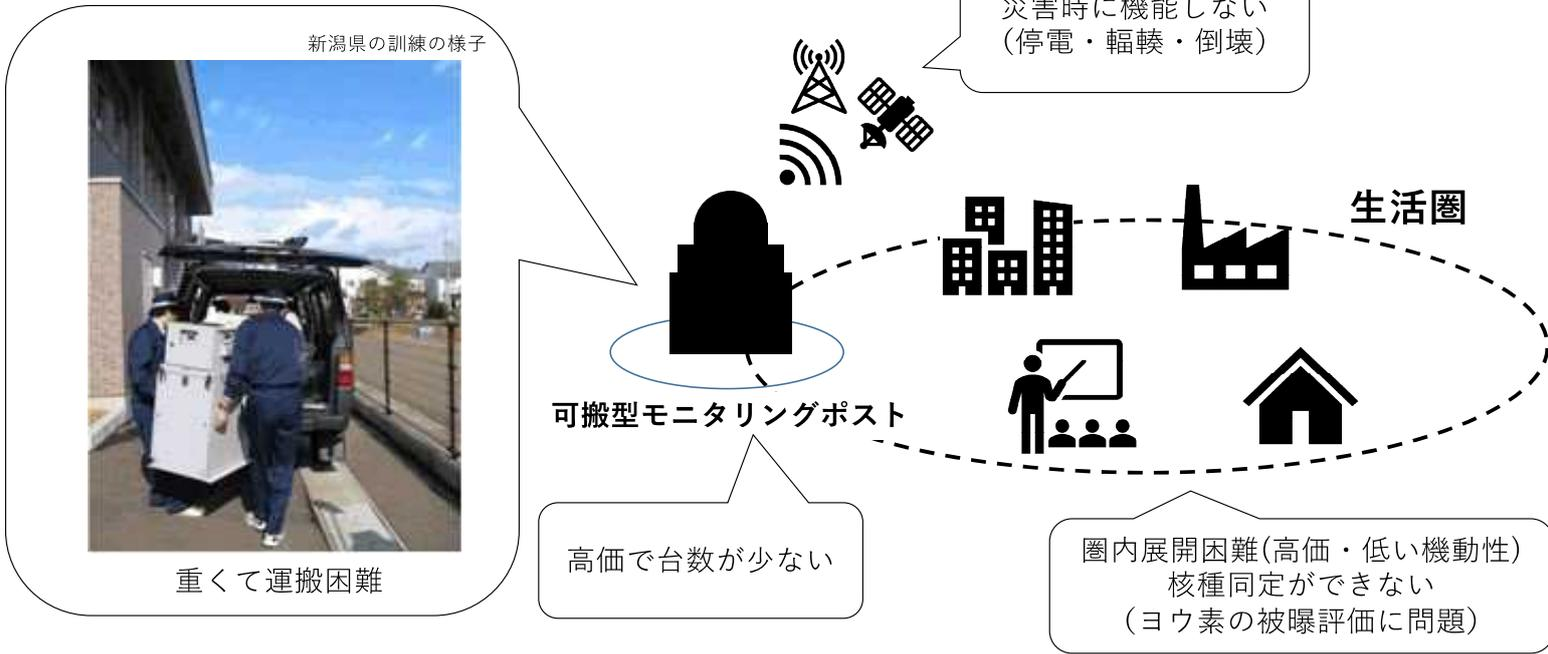 災害時に機能しない
(停電・輻輳・倒壊)
新潟県の訓練の様子
生活圏
可搬型モニタリングポスト
高価で台数が少ない
重くて運搬困難
圏内展開困難(高価・低い機動性)
核種同定ができない
(ヨウ素の被曝評価に問題)